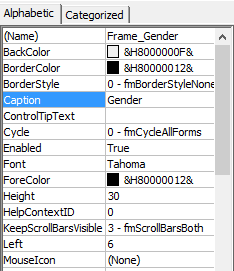 Alphabetic Categorized
(Name) Frame_Gender
BackColor &H8000000F&
BorderColor &H80000012&
BorderStyle 0 - fmBorderStyleNone
Caption Gender
ControlTipText
Cycle 0 - fmCycleAllForms
Enabled True
Font Tahoma
ForeColor &H80000012&
Height 30
HelpContextID 0
KeepScrollBarsVisible 3 - fmScrollBarsBoth
Left 6
MouseIcon (None)